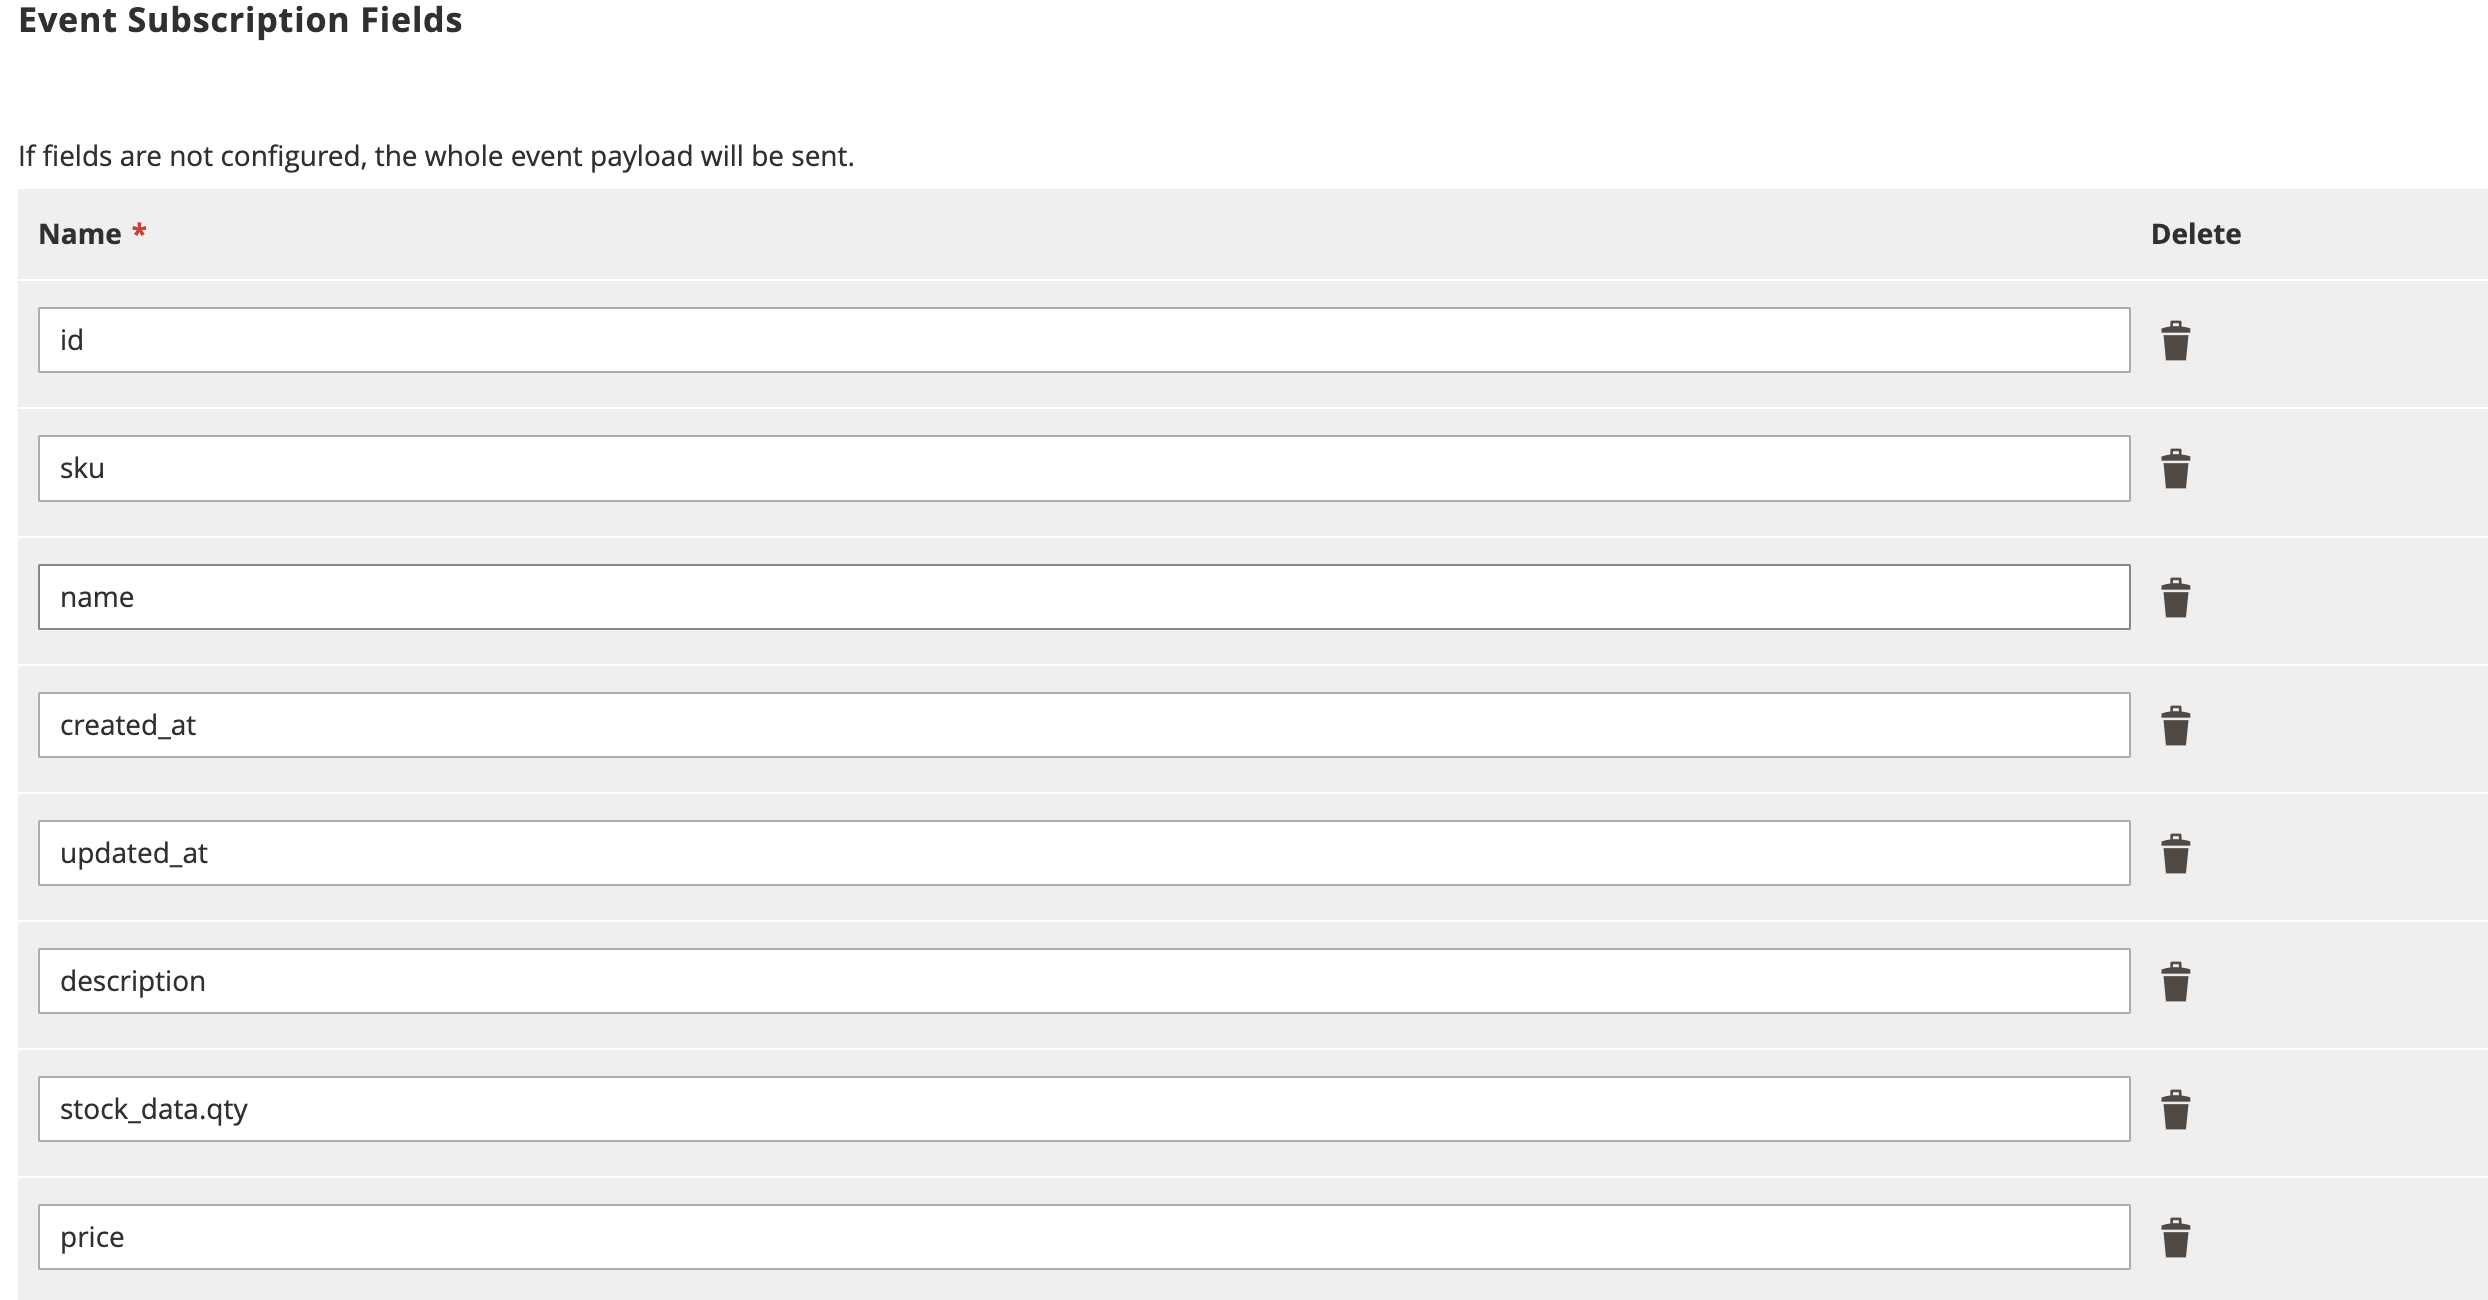 Event Subscription Fields
If fields are not configured, the whole event payload will be sent.
Name * Delete
id
sku
name
created_at
updated_at
description
stock_data.qty
price